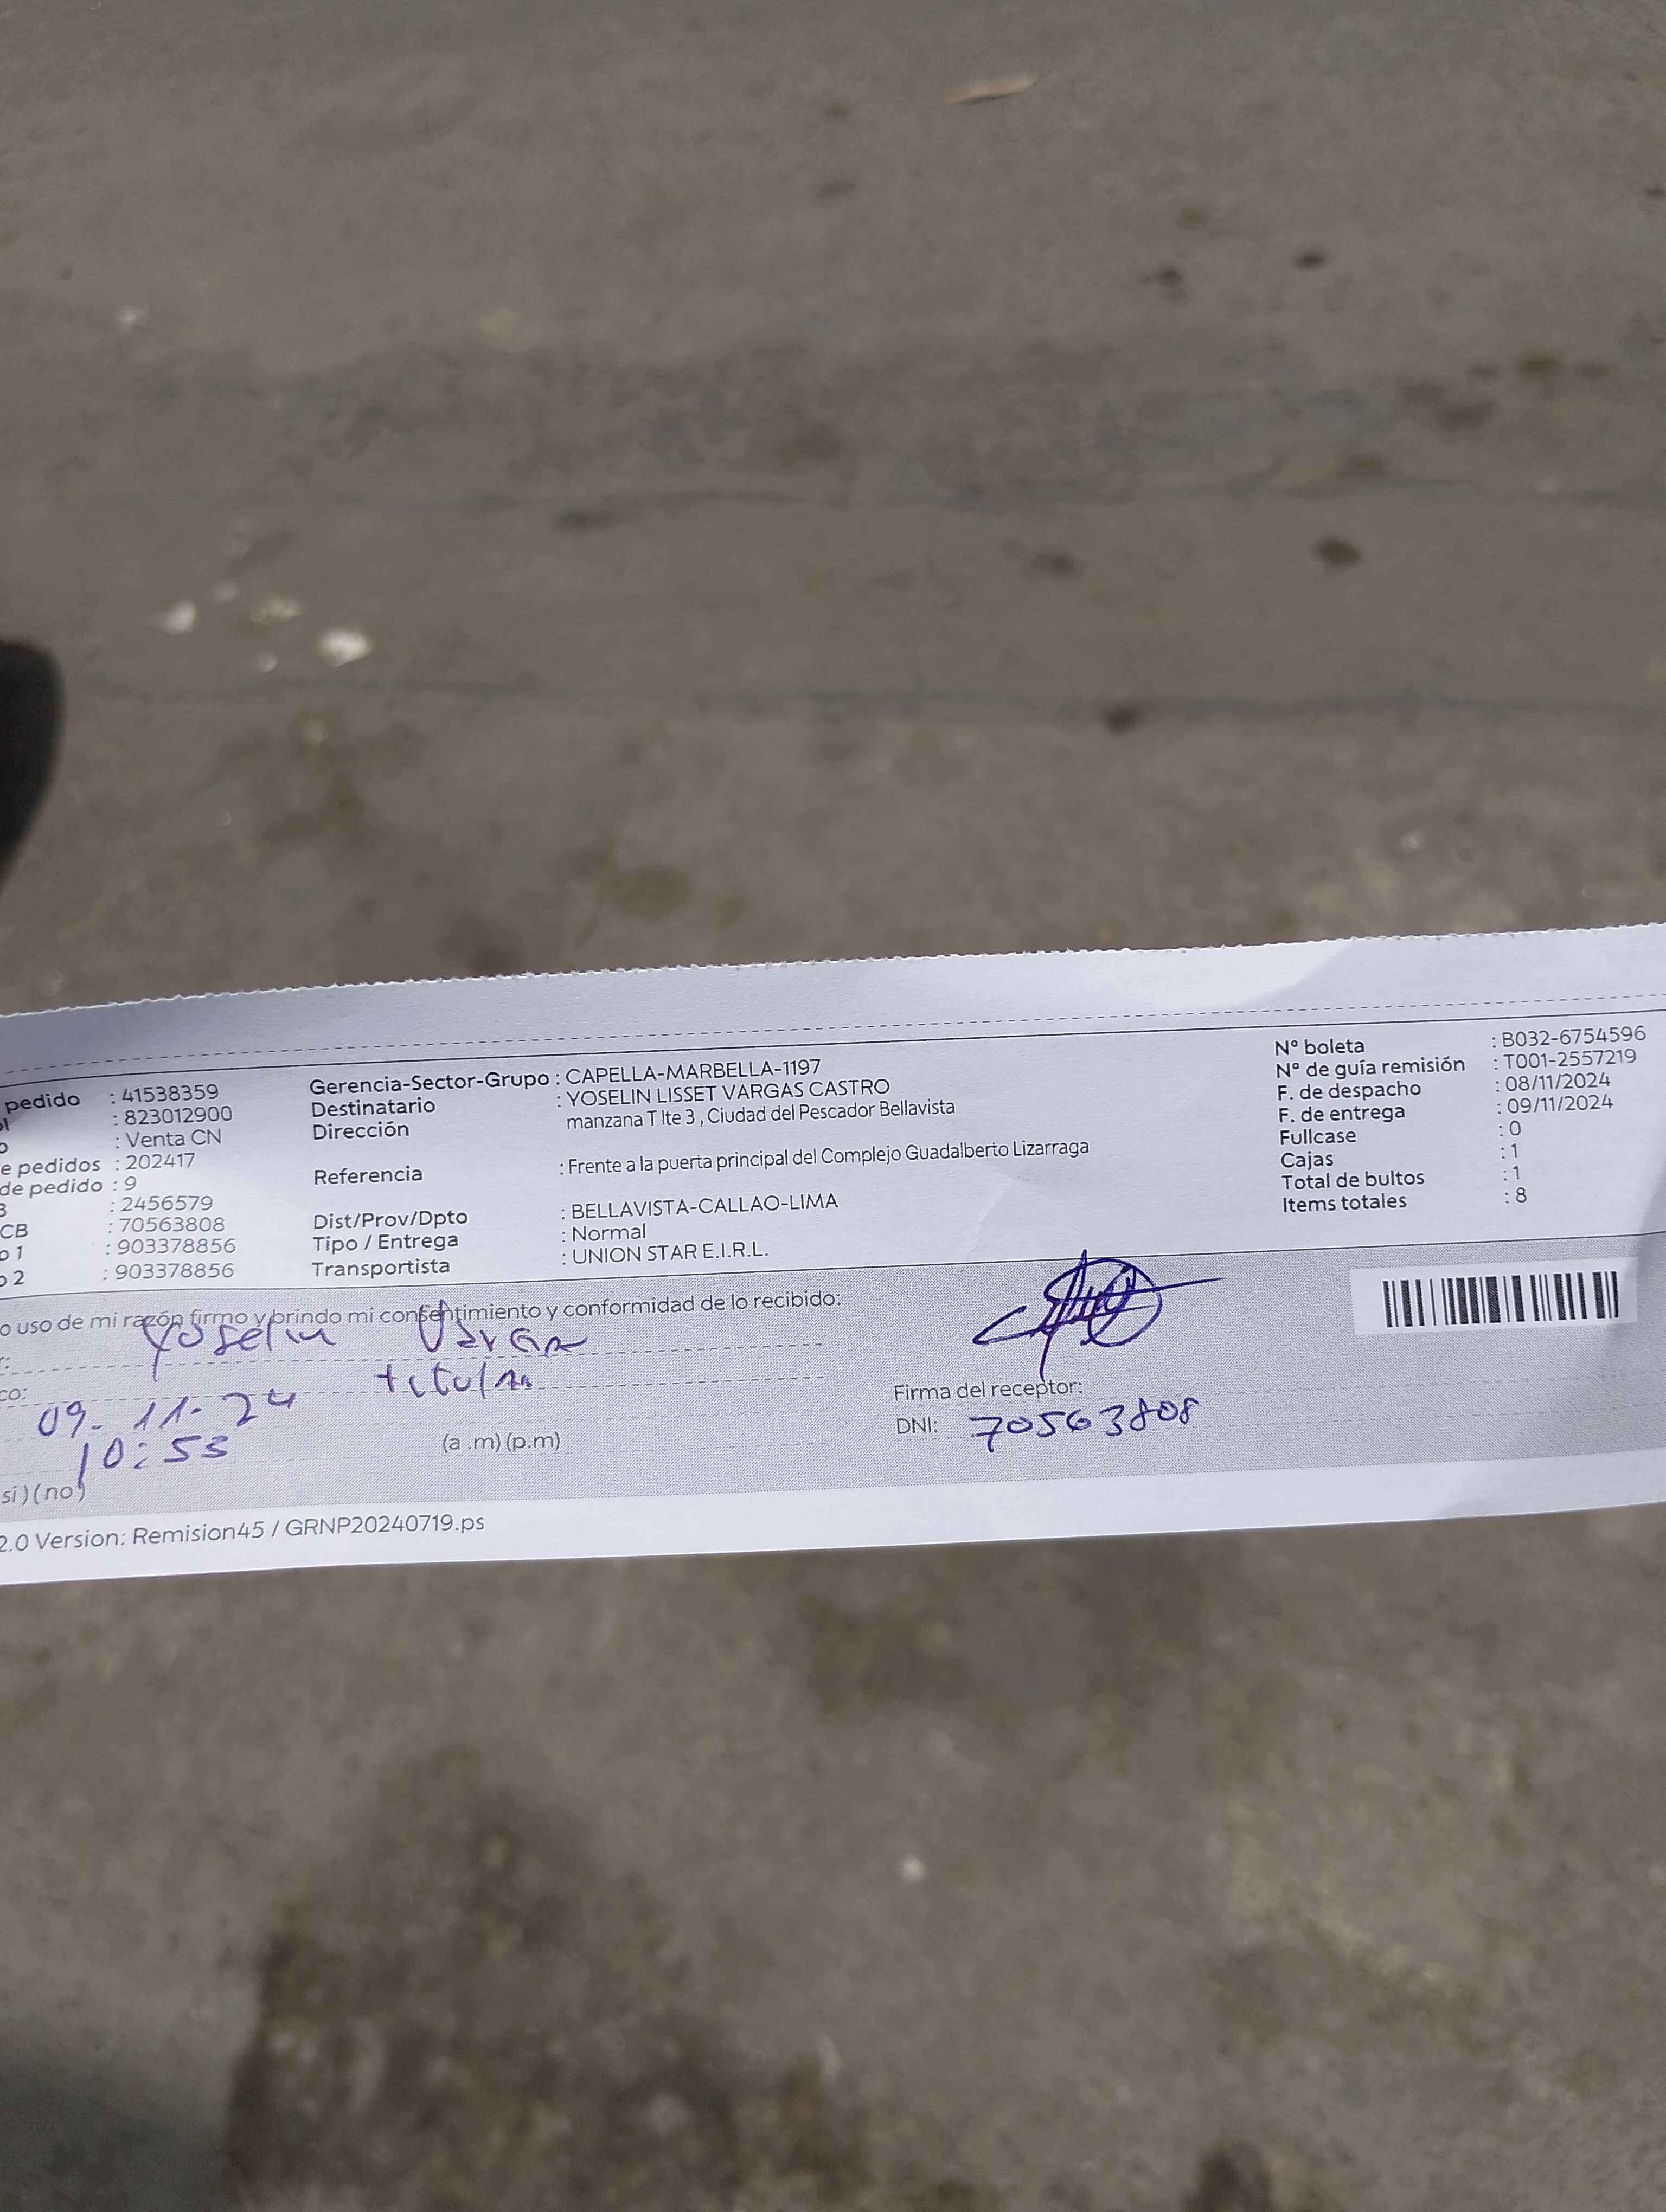 pedido : 41538359
: 823012900
: Venta CN
e pedidos : 202417
de pedido : 9
: 2456579
CB : 70563808
o 1 : 903378856
o 2 : 903378856
Gerencia-Sector-Grupo : CAPELLA-MARBELLA-1197
Destinatario : YOSELIN LISSET VARGAS CASTRO
Dirección manzana T lte 3 , Ciudad del Pescador Bellavista
Referencia : Frente a la puerta principal del Complejo Guadalberto Lizarraga
Dist/Prov/Dpto : BELLAVISTA-CALLAO-LIMA
Tipo / Entrega : Normal
Transportista : UNION STAR E.I.R.L.
N° boleta : B032-6754596
N° de guía remisión : T001-2557219
F. de despacho : 08/11/2024
F. de entrega : 09/11/2024
Fullcase : 0
Cajas : 1
Total de bultos : 1
Items totales : 8
o uso de mi razón firmo y brindo mi consentimiento y conformidad de lo recibido:
Yoselin Vargas
co: titular
09-11-24
10:53 (a .m) (p.m)
sí ) ( no )
Firma del receptor:
DNI: 70563808
2.0 Version: Remision45 / GRNP20240719.ps